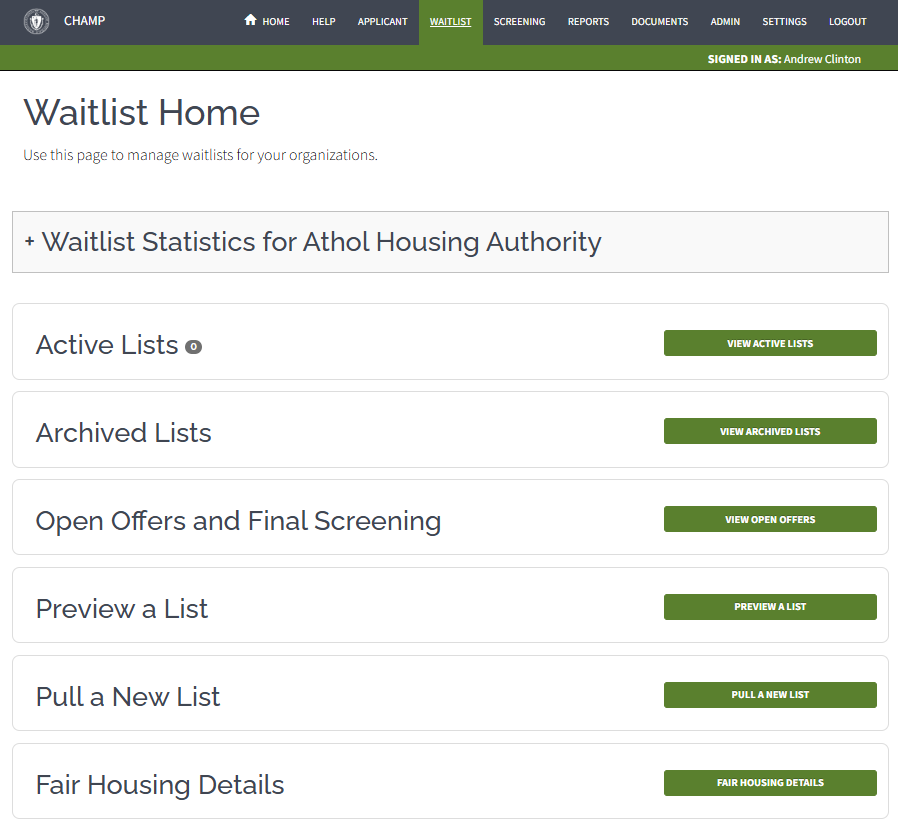 CHAMP HOME HELP APPLICANT WAITLIST SCREENING REPORTS DOCUMENTS ADMIN SETTINGS LOGOUT
SIGNED IN AS: Andrew Clinton
Waitlist Home
Use this page to manage waitlists for your organizations.
+ Waitlist Statistics for Athol Housing Authority
Active Lists 0 VIEW ACTIVE LISTS
Archived Lists VIEW ARCHIVED LISTS
Open Offers and Final Screening VIEW OPEN OFFERS
Preview a List PREVIEW A LIST
Pull a New List PULL A NEW LIST
Fair Housing Details FAIR HOUSING DETAILS